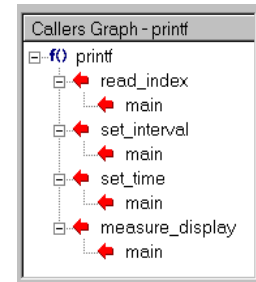 Callers Graph - printf
f() printf
read_index
main
set_interval
main
set_time
main
measure_display
main